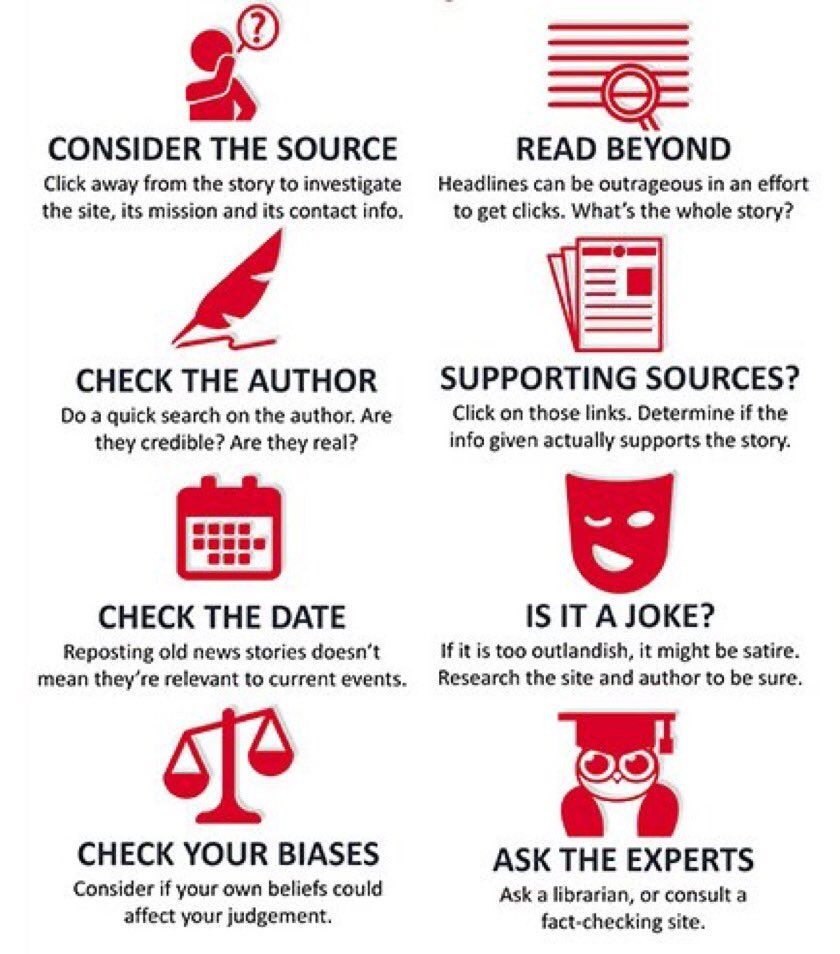 ?
CONSIDER THE SOURCE
Click away from the story to investigate
the site, its mission and its contact info.
READ BEYOND
Headlines can be outrageous in an effort
to get clicks. What's the whole story?
CHECK THE AUTHOR
Do a quick search on the author. Are
they credible? Are they real?
SUPPORTING SOURCES?
Click on those links. Determine if the
info given actually supports the story.
CHECK THE DATE
Reposting old news stories doesn't
mean they're relevant to current events.
IS IT A JOKE?
If it is too outlandish, it might be satire.
Research the site and author to be sure.
CHECK YOUR BIASES
Consider if your own beliefs could
affect your judgement.
ASK THE EXPERTS
Ask a librarian, or consult a
fact-checking site.